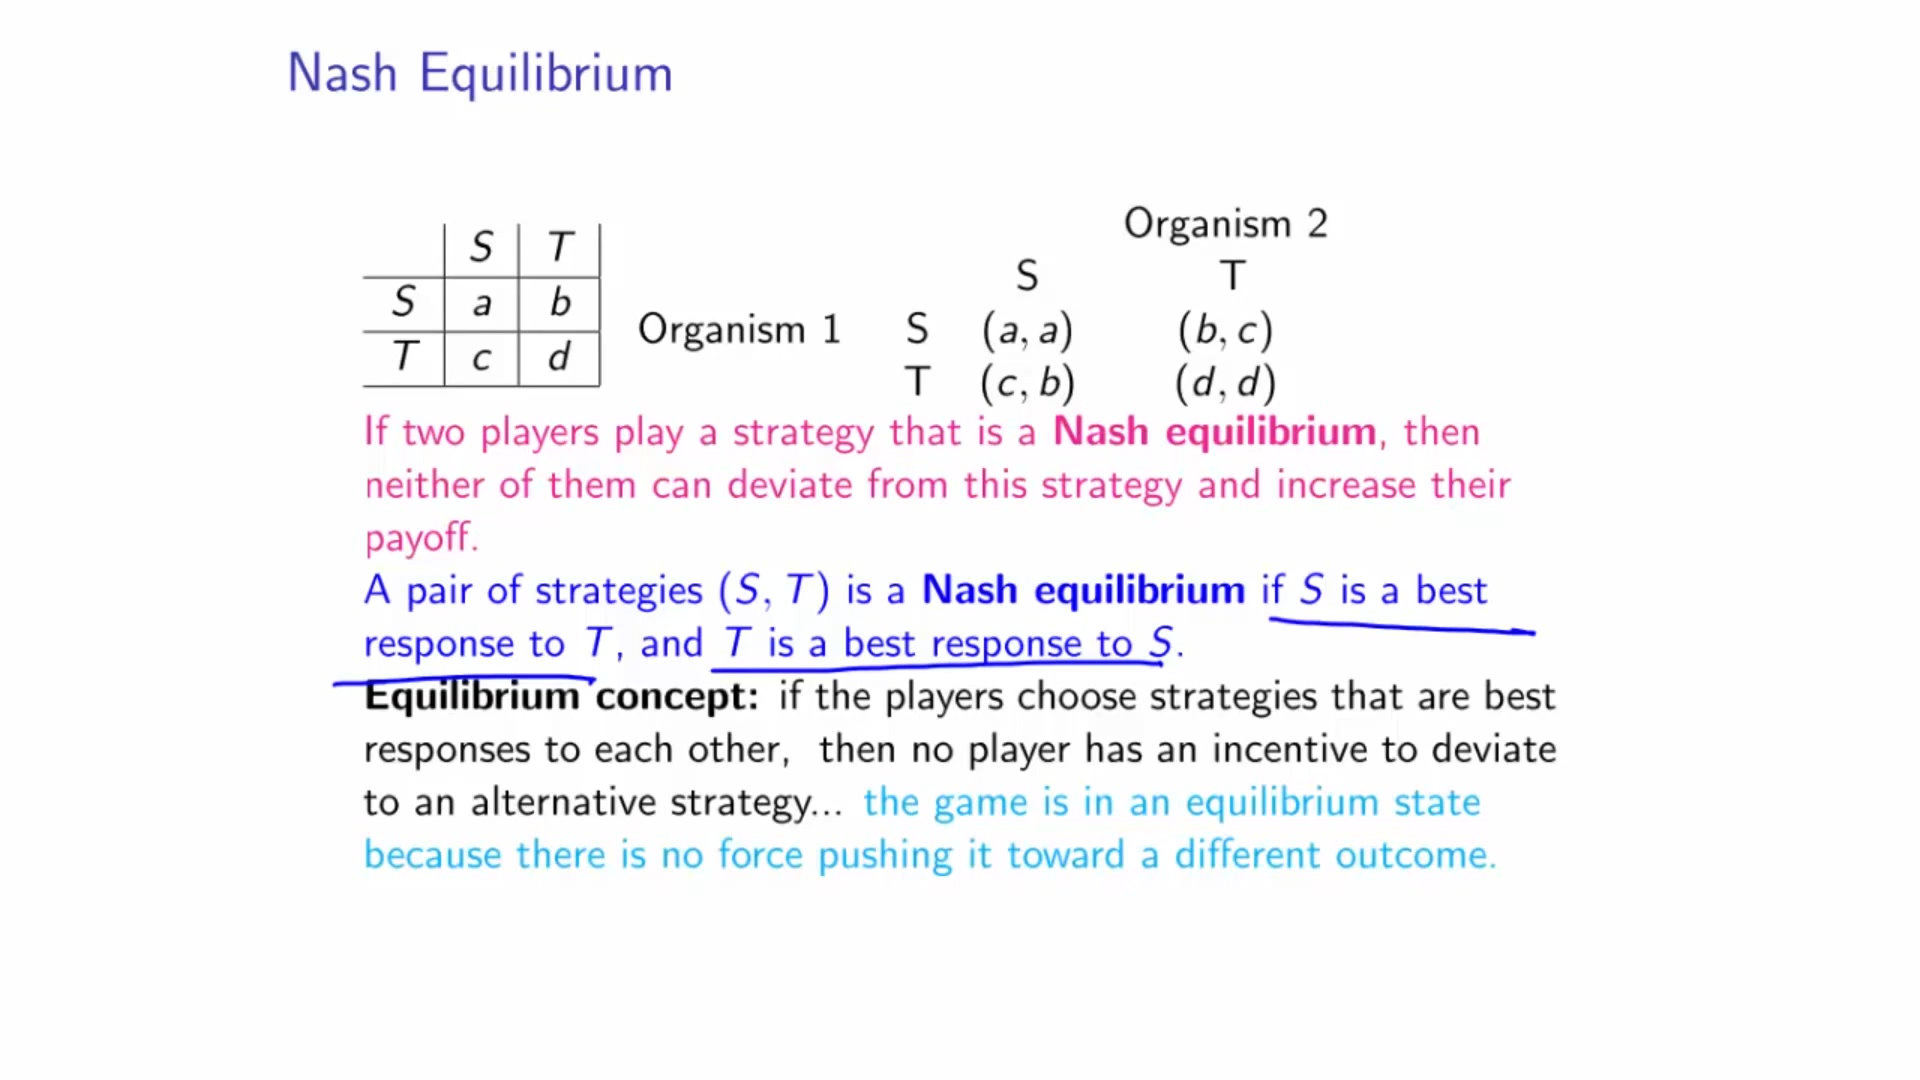 Nash Equilibrium
Organism 2
S T
S a b
T c d
Organism 1
S T
S (a, a) (b, c)
T (c, b) (d, d)
If two players play a strategy that is a Nash equilibrium, then
neither of them can deviate from this strategy and increase their
payoff.
A pair of strategies (S, T) is a Nash equilibrium if S is a best
response to T, and T is a best response to S.
Equilibrium concept: if the players choose strategies that are best
responses to each other, then no player has an incentive to deviate
to an alternative strategy... the game is in an equilibrium state
because there is no force pushing it toward a different outcome.